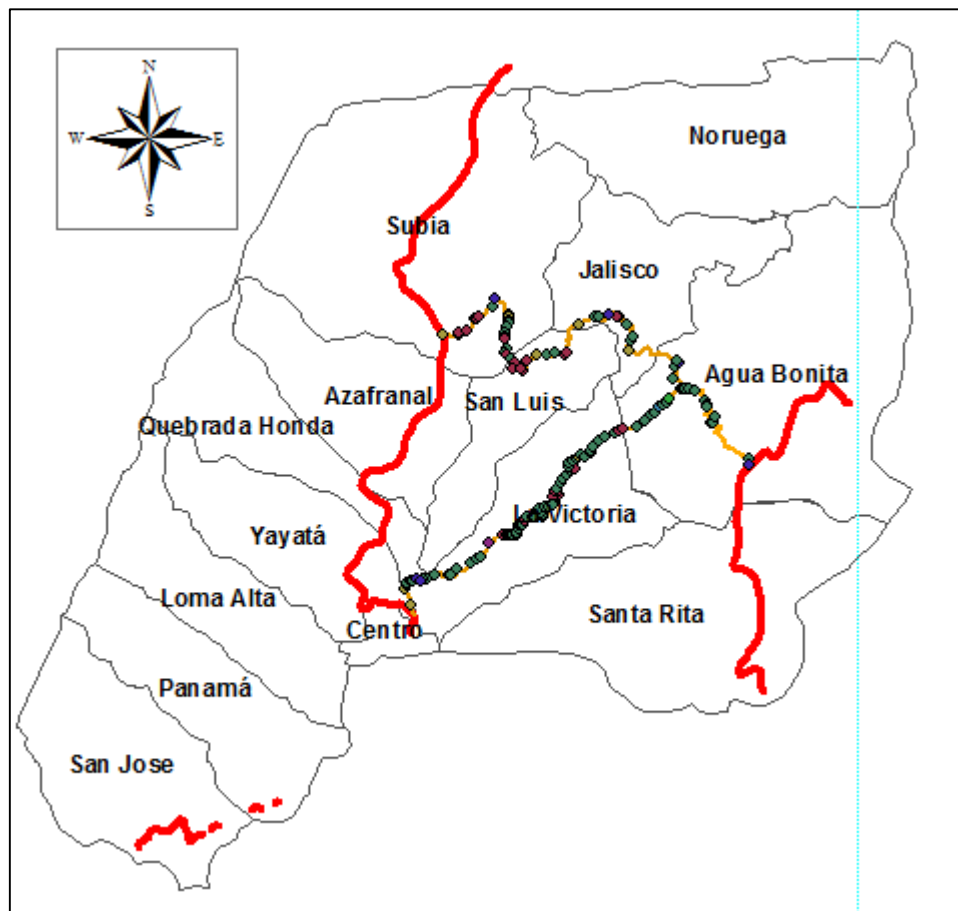 N
W E
S
Noruega
Subia
Jalisco
Agua Bonita
Azafranal
San Luis
Quebrada Honda
La Victoria
Yayatá
Loma Alta
Santa Rita
Centro
Panamá
San Jose